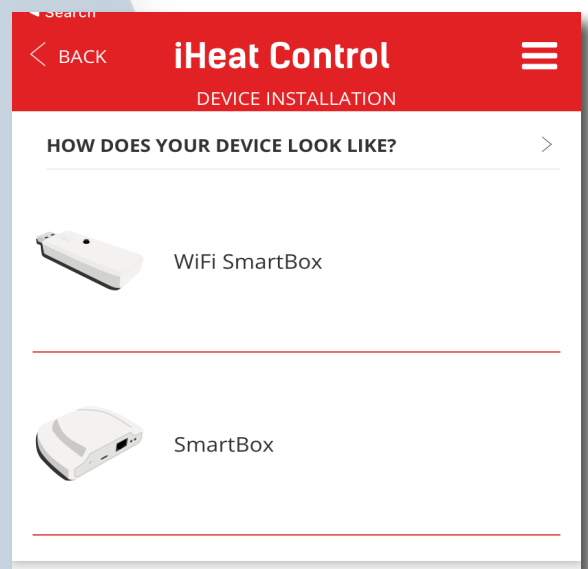 ◀ Search
BACK
iHeat Control
DEVICE INSTALLATION
HOW DOES YOUR DEVICE LOOK LIKE?
WiFi SmartBox
SmartBox